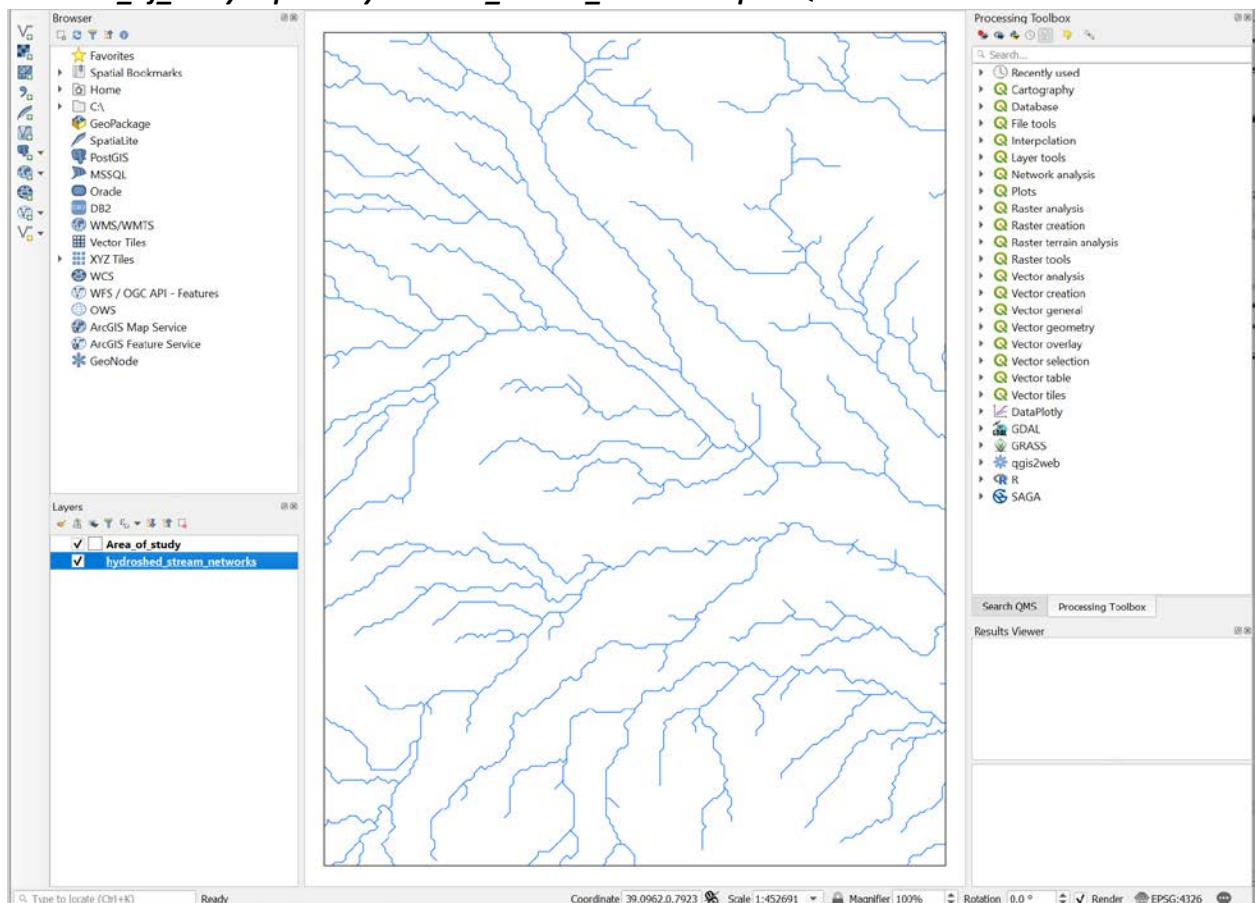 Browser
Favorites
Spatial Bookmarks
Home
C:\
GeoPackage
SpatiaLite
PostGIS
MSSQL
Oracle
DB2
WMS/WMTS
Vector Tiles
XYZ Tiles
WCS
WFS / OGC API - Features
OWS
ArcGIS Map Service
ArcGIS Feature Service
GeoNode
Layers
Area_of_study
hydroshed_stream_networks
Processing Toolbox
Search...
Recently used
Cartography
Database
File tools
Interpolation
Layer tools
Network analysis
Plots
Raster analysis
Raster creation
Raster terrain analysis
Raster tools
Vector analysis
Vector creation
Vector general
Vector geometry
Vector overlay
Vector selection
Vector table
Vector tiles
DataPlotly
GDAL
GRASS
qgis2web
R
SAGA
Search QMS Processing Toolbox
Results Viewer
Type to locate (Ctrl+K) Ready Coordinate 39.0962,0.7923 Scale 1:452691 Magnifier 100% Rotation 0.0 ° Render EPSG:4326